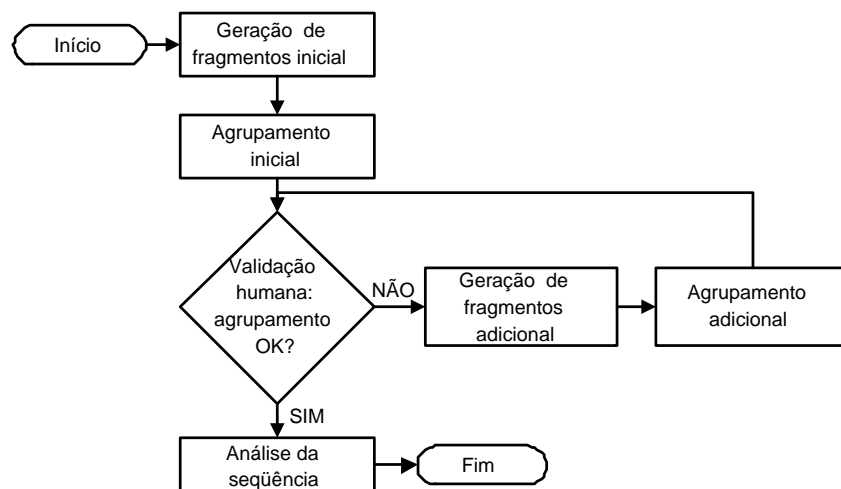 Início
Geração de
fragmentos inicial
Agrupamento
inicial
Validação
humana:
agrupamento
OK?
NÃO
Geração de
fragmentos
adicional
Agrupamento
adicional
SIM
Análise da
seqüência
Fim